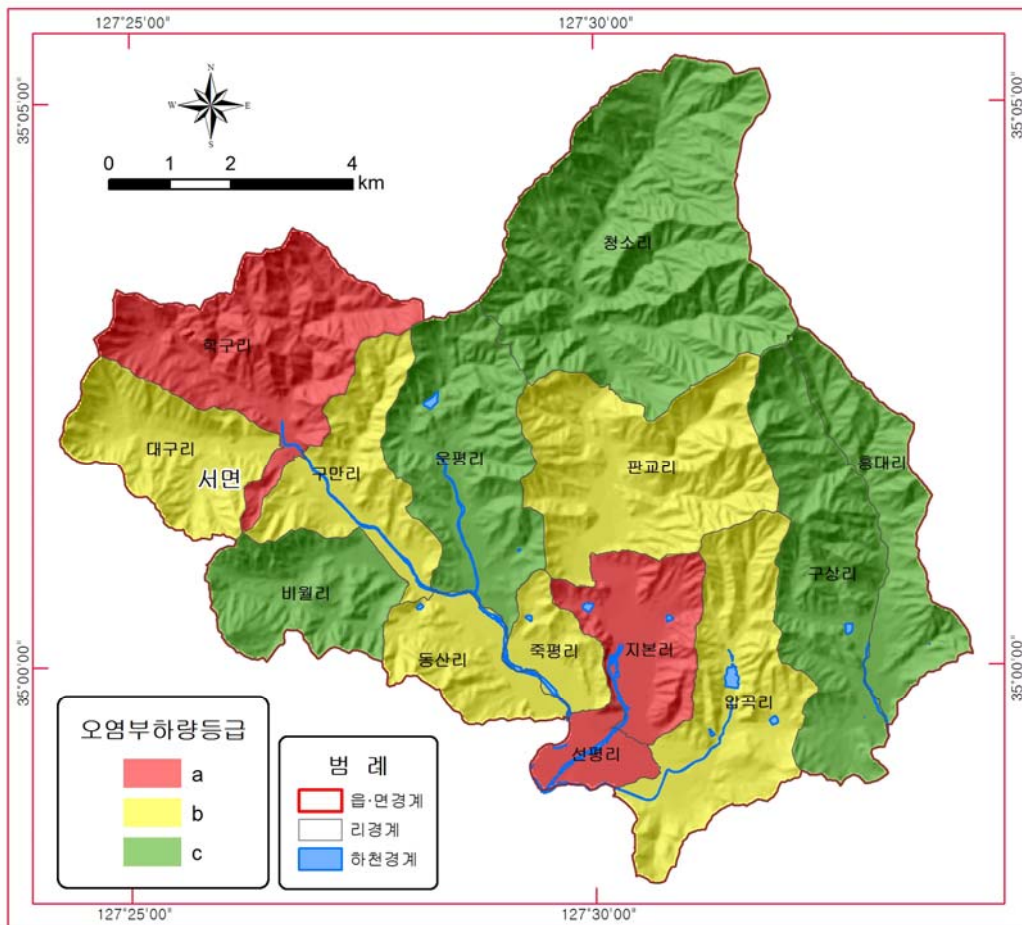 127°25'00"
127°30'00"
35°05'00"
35°05'00"
N
W
E
S
0 1 2 4
km
청소리
학구리
대구리
서면
구만리
운평리
판교리
흥대리
구상리
비월리
동산리
죽평리
지본리
압곡리
선평리
35°00'00"
35°00'00"
오염부하량등급
a
b
c
범 례
읍·면경계
리경계
하천경계
127°25'00"
127°30'00"